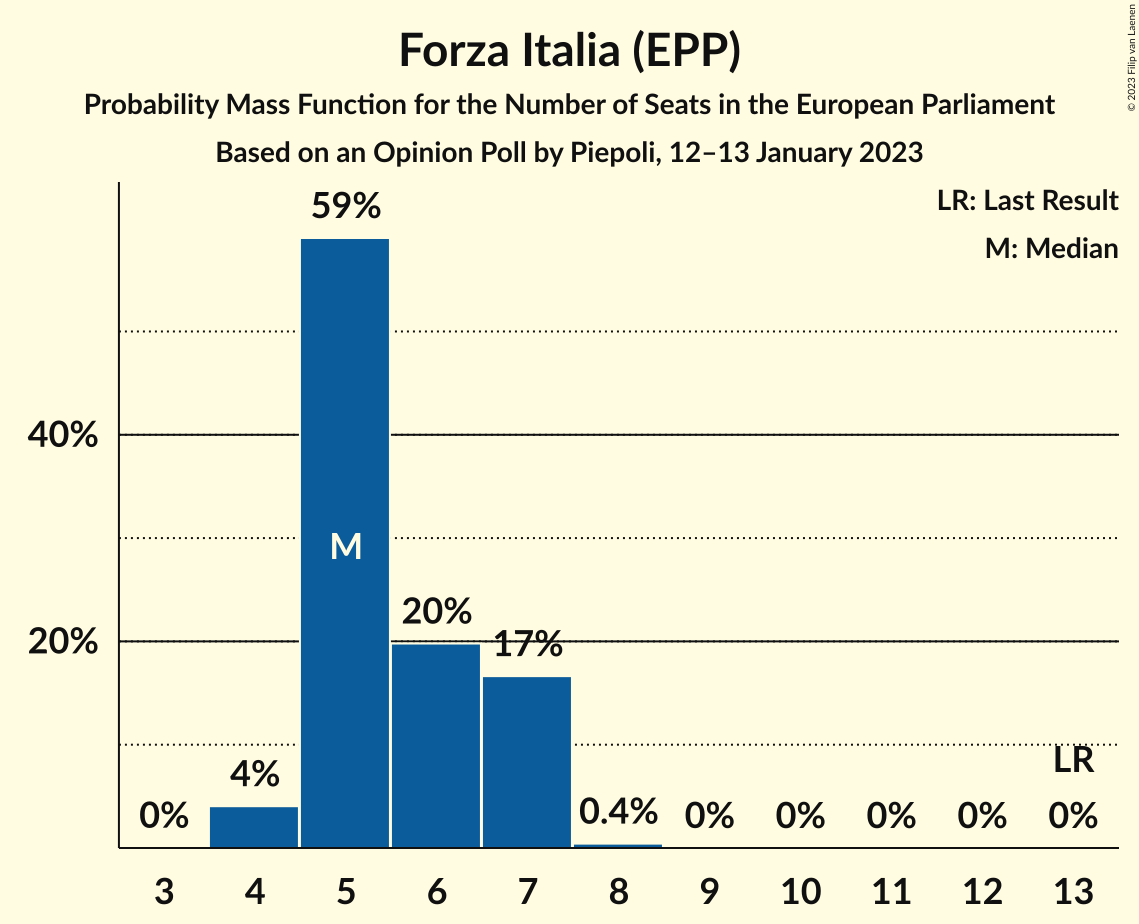 Forza Italia (EPP)
Probability Mass Function for the Number of Seats in the European Parliament
Based on an Opinion Poll by Piepoli, 12–13 January 2023
© 2023 Filip van Laenen
LR: Last Result
M: Median
59%
40%
M
20%
20%
17%
LR
4%
0%
0.4%
0%
0%
0%
0%
0%
3 4 5 6 7 8 9 10 11 12 13